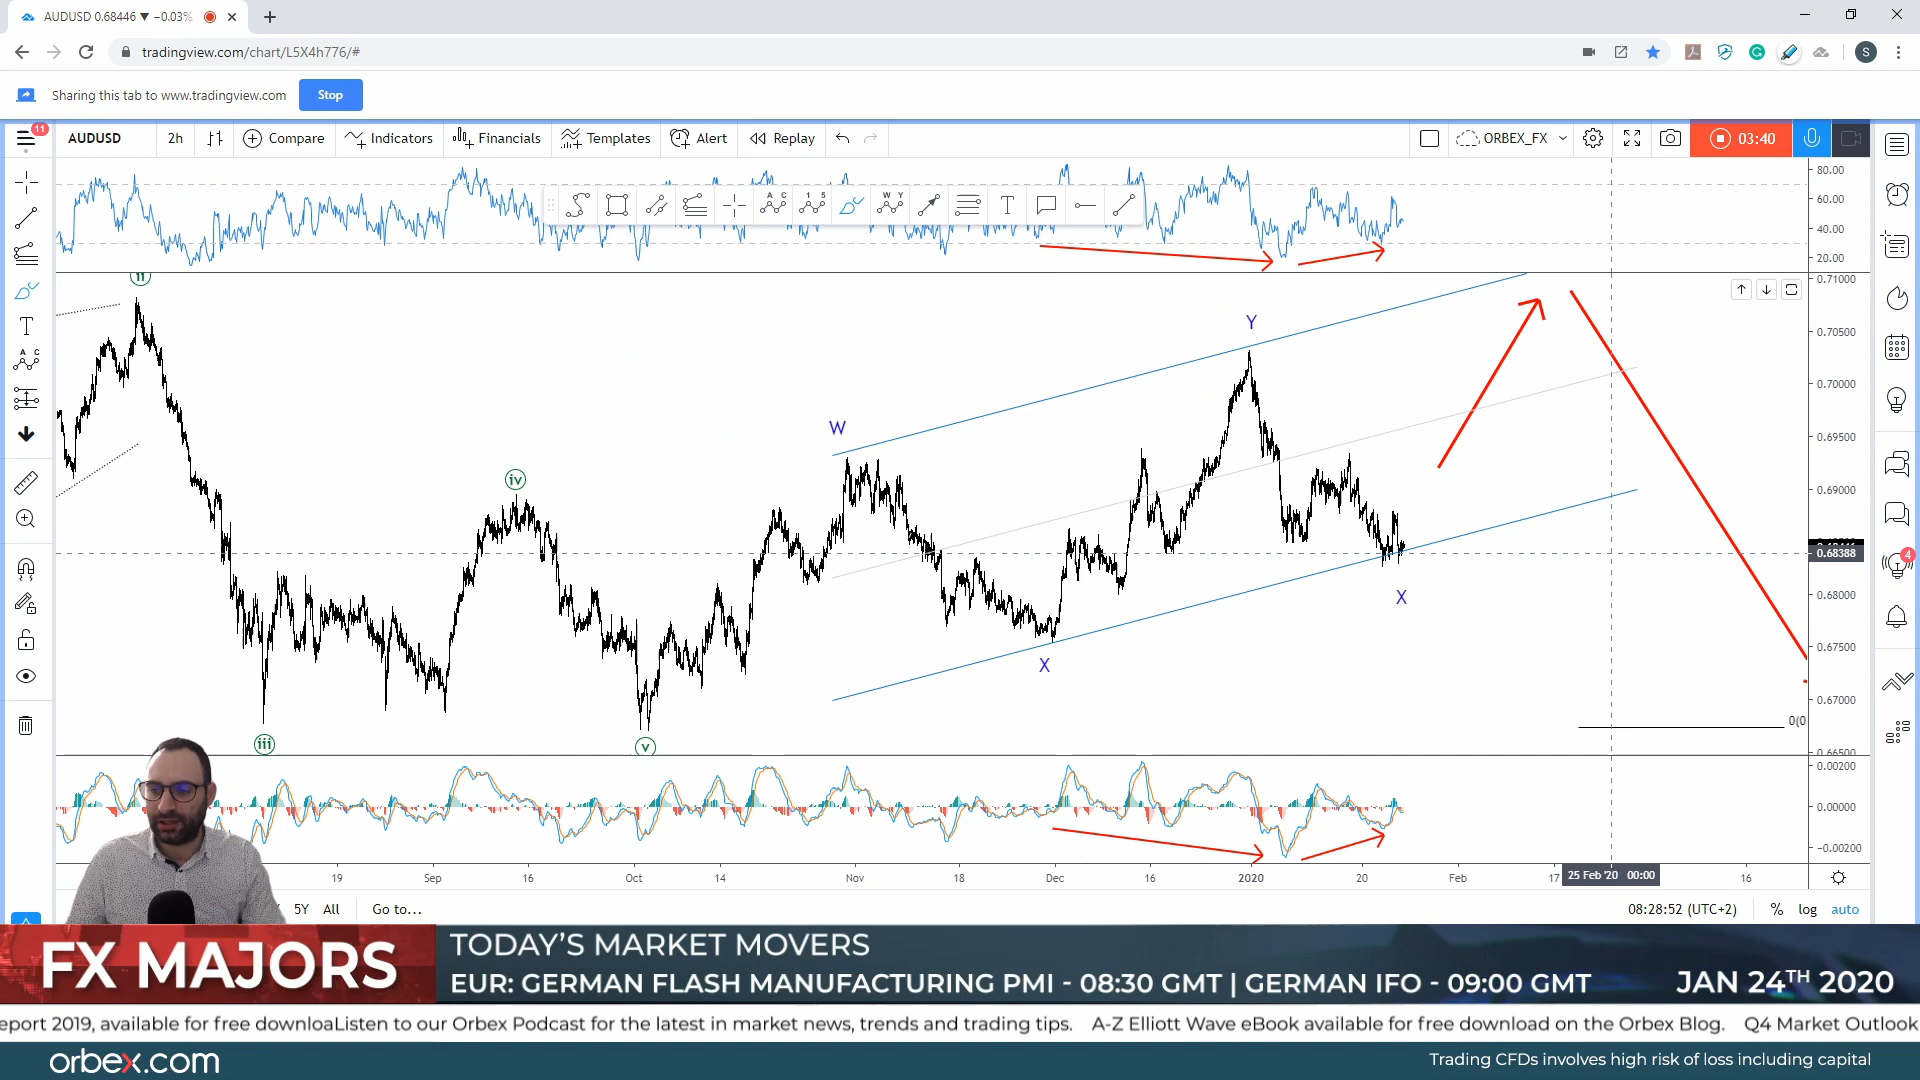 AUDUSD 0.68446 ▼ −0.03%
tradingview.com/chart/L5X4h776/#
S
Sharing this tab to www.tradingview.com
Stop
11
AUDUSD
2h
Compare
Indicators
Financials
Templates
Alert
Replay
ORBEX_FX
03:40
80.00
60.00
40.00
20.00
A C
1 5
W Y
T
ii
0.71000
0.70500
0.70000
0.69500
0.69000
0.68388
0.68000
0.67500
0.67000
0.66500
Y
W
iv
X
X
iii
v
0(0
T
A C
4
0.00200
0.00000
−0.00200
19
Sep
16
Oct
14
Nov
18
Dec
16
2020
20
Feb
17
25 Feb '20 00:00
16
5Y
All
Go to...
08:28:52 (UTC+2)
%
log
auto
FX MAJORS
TODAY'S MARKET MOVERS
EUR: GERMAN FLASH MANUFACTURING PMI - 08:30 GMT | GERMAN IFO - 09:00 GMT
JAN 24TH 2020
eport 2019, available for free downloaListen to our Orbex Podcast for the latest in market news, trends and trading tips. A-Z Elliott Wave eBook available for free download on the Orbex Blog. Q4 Market Outlook
orbex.com
Trading CFDs involves high risk of loss including capital